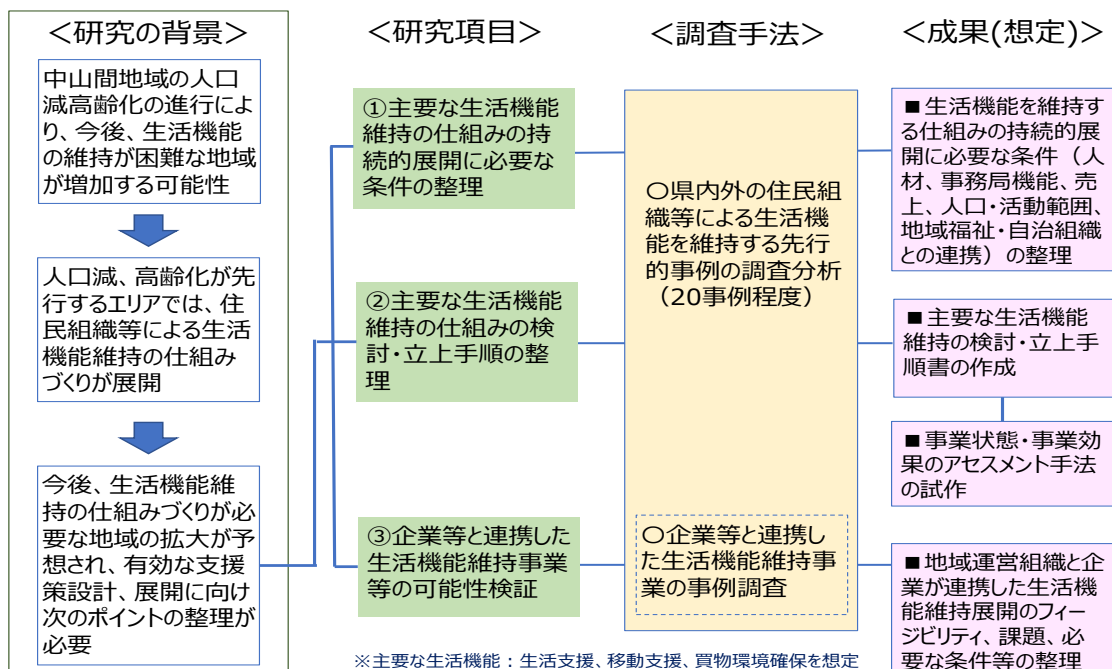 ＜研究の背景＞
中山間地域の人口
減高齢化の進行によ
り、今後、生活機能
の維持が困難な地域
が増加する可能性
人口減、高齢化が先
行するエリアでは、住
民組織等による生活
機能維持の仕組み
づくりが展開
今後、生活機能維
持の仕組みづくりが必
要な地域の拡大が予
想され、有効な支援
策設計、展開に向け
次のポイントの整理が
必要
＜研究項目＞
①主要な生活機能
維持の仕組みの持
続的展開に必要な
条件の整理
②主要な生活機能
維持の仕組みの検
討・立上手順の整
理
③企業等と連携した
生活機能維持事業
等の可能性検証
＜調査手法＞
〇県内外の住民組
織等による生活機
能を維持する先行
的事例の調査分析
（20事例程度）
〇企業等と連携し
た生活機能維持事
業の事例調査
＜成果(想定)＞
■生活機能を維持す
る仕組みの持続的展
開に必要な条件（人
材、事務局機能、売
上、人口・活動範囲、
地域福祉・自治組織
との連携）の整理
■主要な生活機能
維持の検討・立上手
順書の作成
■事業状態・事業効
果のアセスメント手法
の試作
■地域運営組織と企
業が連携した生活機
能維持展開のフィー
ジビリティ、課題、必
要な条件等の整理
※主要な生活機能：生活支援、移動支援、買物環境確保を想定